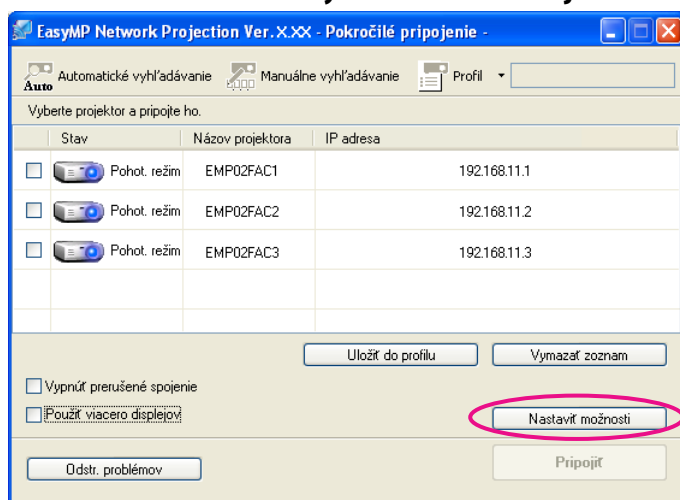 EasyMP Network Projection Ver.X.XX - Pokročilé pripojenie -
Auto Automatické vyhľadávanie Manuálne vyhľadávanie Profil
Vyberte projektor a pripojte ho.
Stav Názov projektora IP adresa
Pohot. režim EMP02FAC1 192.168.11.1
Pohot. režim EMP02FAC2 192.168.11.2
Pohot. režim EMP02FAC3 192.168.11.3
Uložiť do profilu Vymazať zoznam
Vypnúť prerušené spojenie
Použiť viacero displejov
Nastaviť možnosti
Odstr. problémov Pripojiť